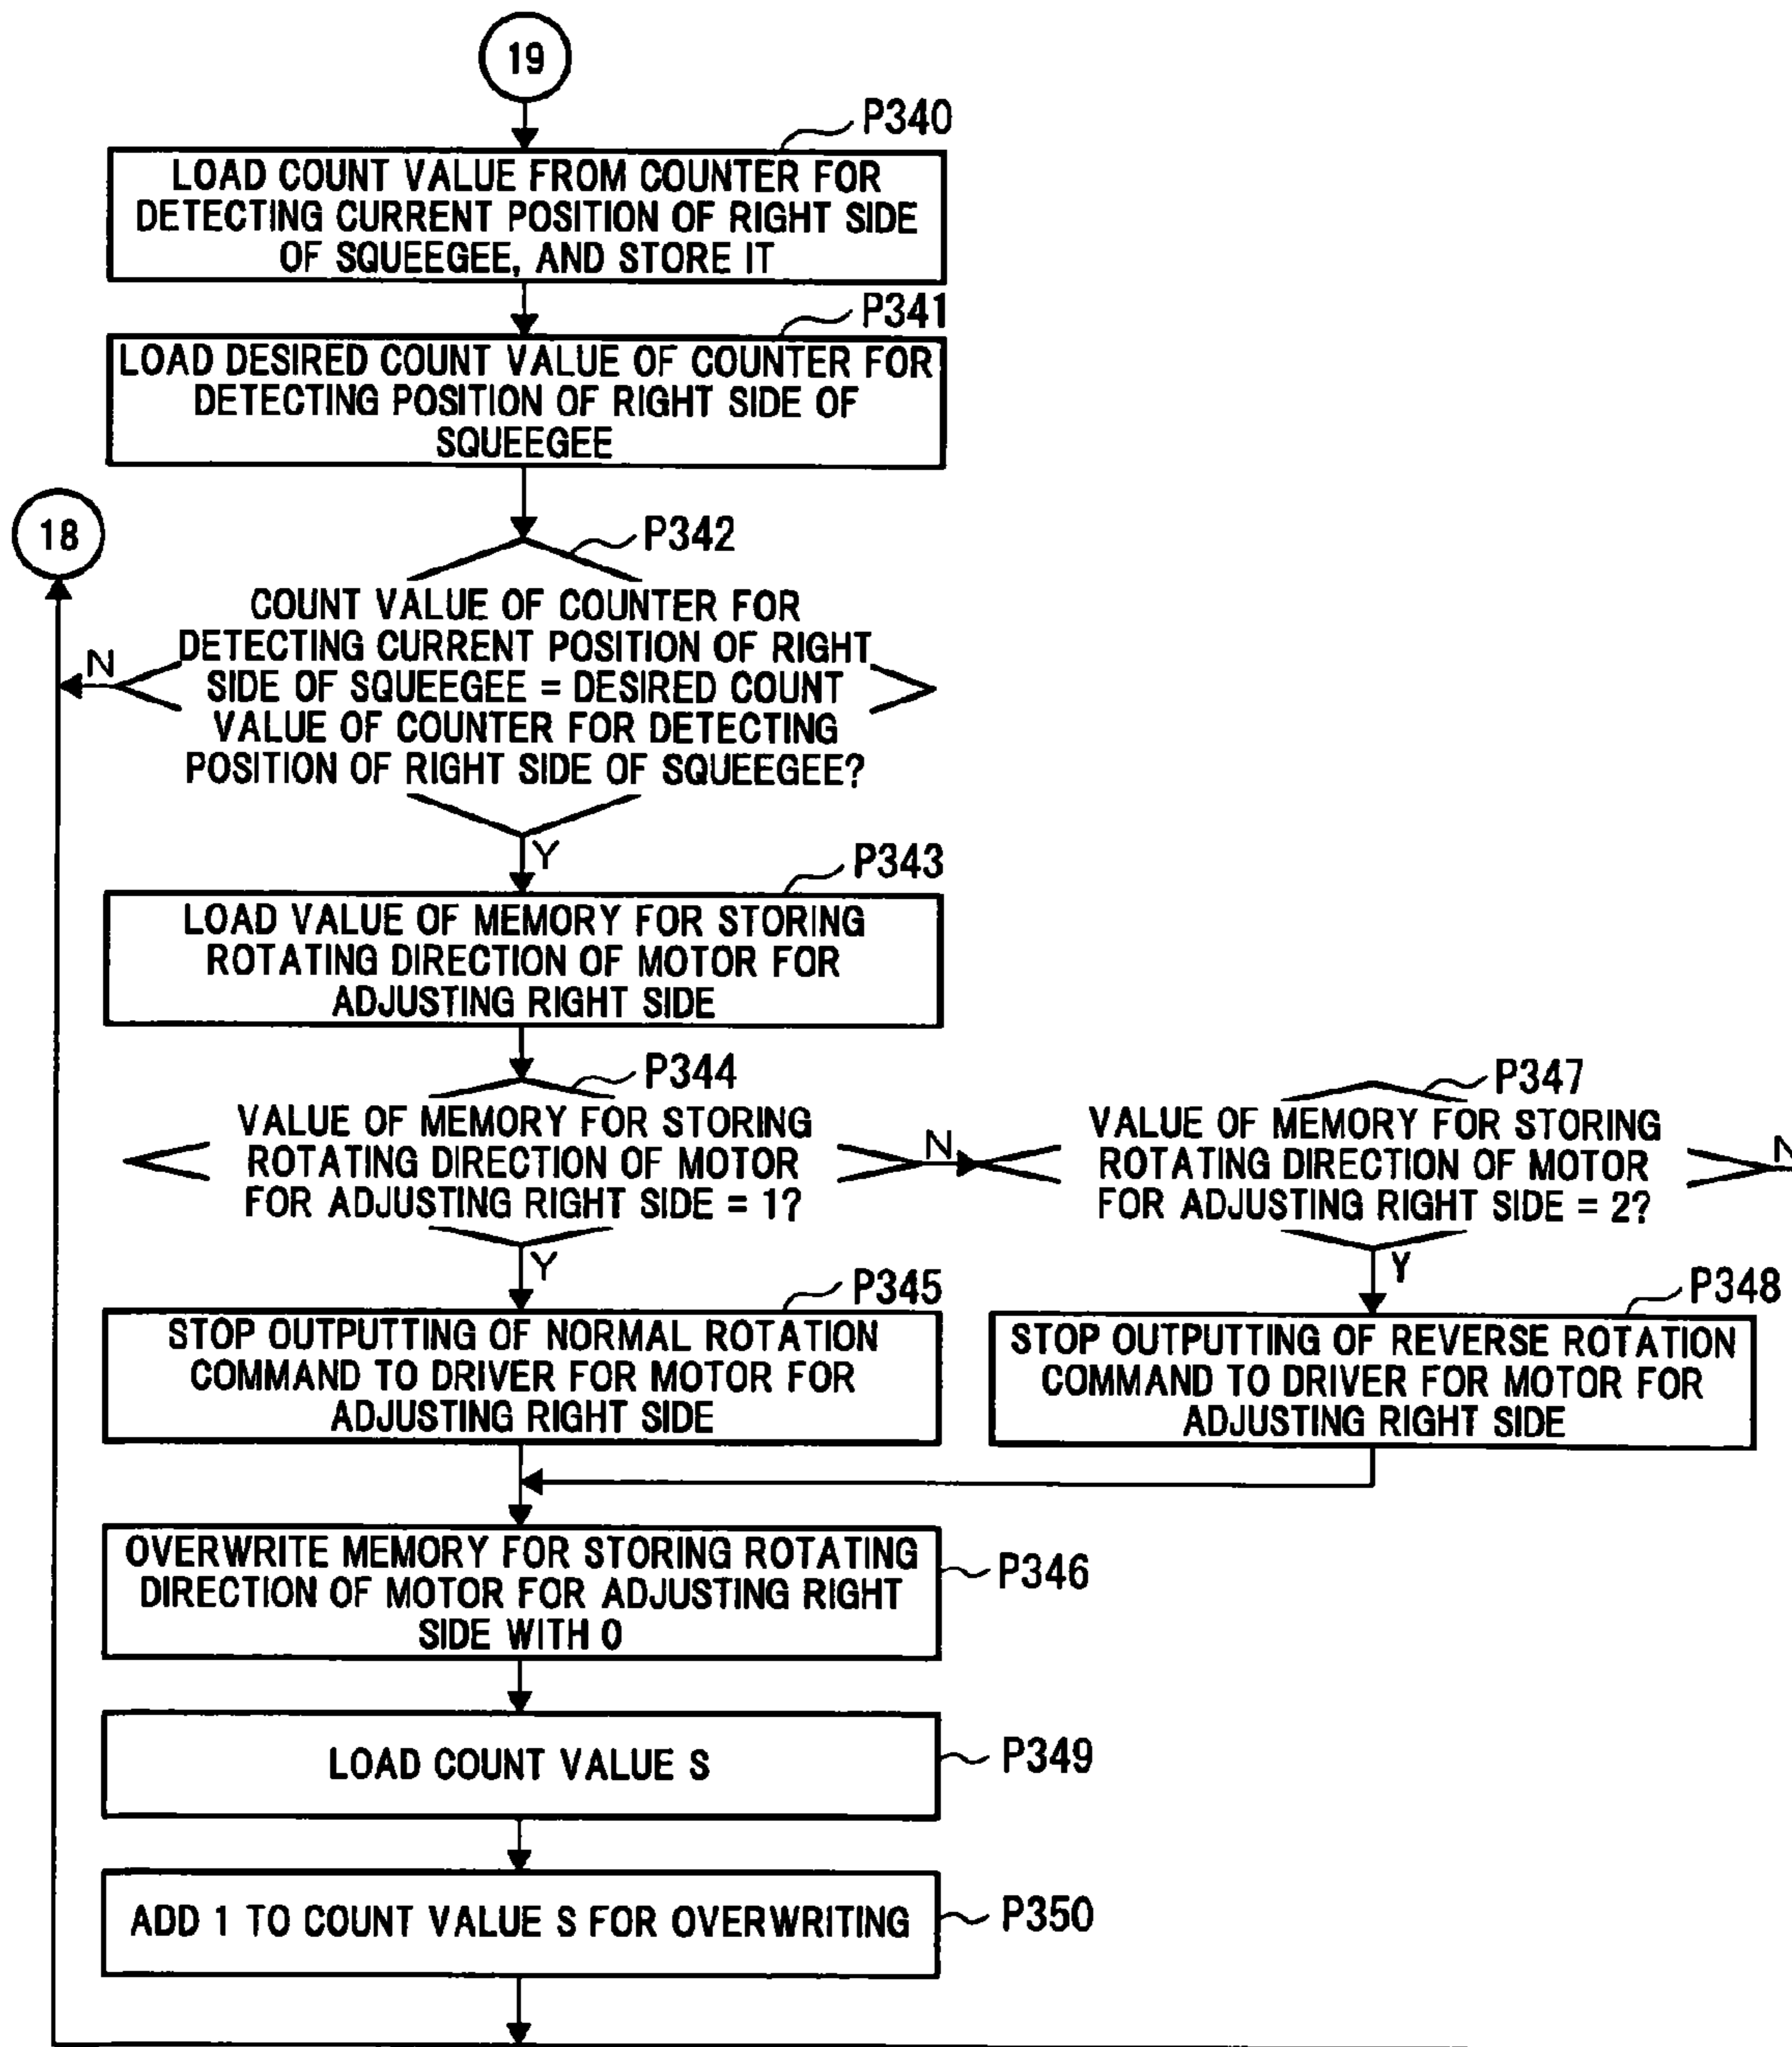 19
P340
LOAD COUNT VALUE FROM COUNTER FOR
DETECTING CURRENT POSITION OF RIGHT SIDE
OF SQUEEGEE, AND STORE IT
P341
LOAD DESIRED COUNT VALUE OF COUNTER FOR
DETECTING POSITION OF RIGHT SIDE OF
SQUEEGEE
18
P342
COUNT VALUE OF COUNTER FOR
DETECTING CURRENT POSITION OF RIGHT
SIDE OF SQUEEGEE = DESIRED COUNT
VALUE OF COUNTER FOR DETECTING
POSITION OF RIGHT SIDE OF SQUEEGEE?
N
Y
P343
LOAD VALUE OF MEMORY FOR STORING
ROTATING DIRECTION OF MOTOR FOR
ADJUSTING RIGHT SIDE
P344
VALUE OF MEMORY FOR STORING
ROTATING DIRECTION OF MOTOR
FOR ADJUSTING RIGHT SIDE = 1?
N
Y
P347
VALUE OF MEMORY FOR STORING
ROTATING DIRECTION OF MOTOR
FOR ADJUSTING RIGHT SIDE = 2?
N
Y
P345
STOP OUTPUTTING OF NORMAL ROTATION
COMMAND TO DRIVER FOR MOTOR FOR
ADJUSTING RIGHT SIDE
P348
STOP OUTPUTTING OF REVERSE ROTATION
COMMAND TO DRIVER FOR MOTOR FOR
ADJUSTING RIGHT SIDE
OVERWRITE MEMORY FOR STORING ROTATING
DIRECTION OF MOTOR FOR ADJUSTING RIGHT
SIDE WITH 0
P346
LOAD COUNT VALUE S
P349
ADD 1 TO COUNT VALUE S FOR OVERWRITING
P350